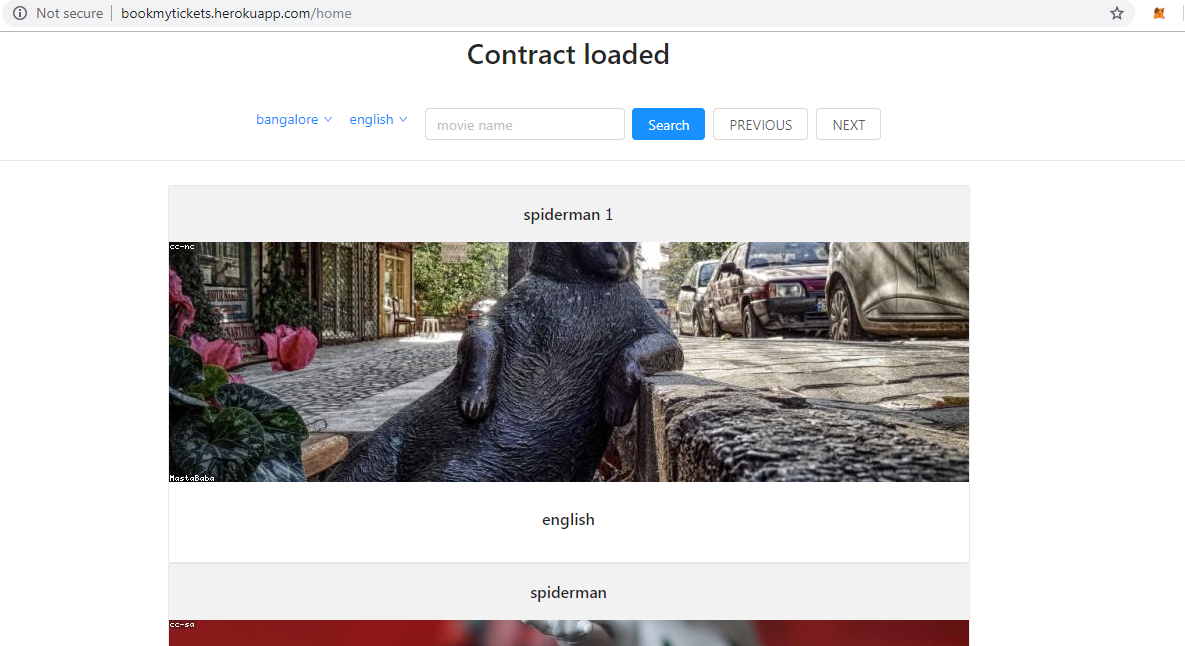 Not secure | bookmytickets.herokuapp.com/home
Contract loaded
bangalore english movie name Search PREVIOUS NEXT
spiderman 1
cc-nc
MastaBaba
english
spiderman
cc-sa